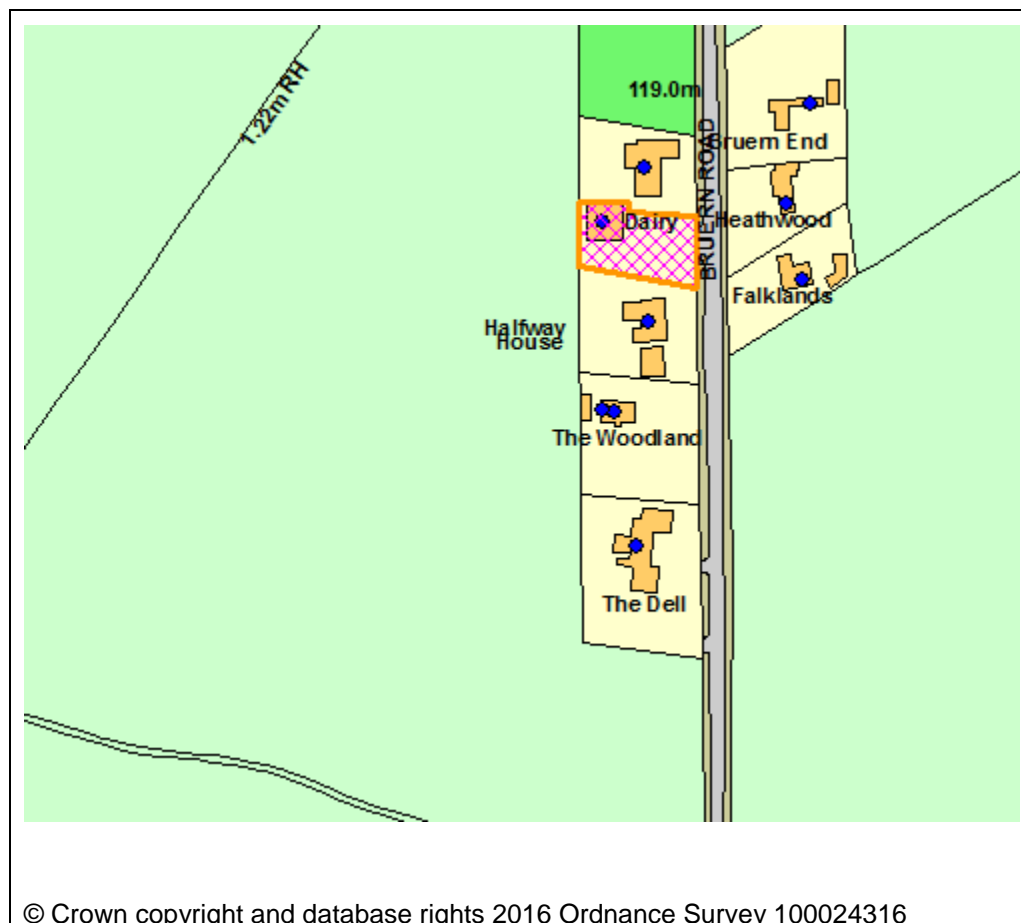 1.22m RH
119.0m
BRUERN ROAD
Bruern End
Dairy
Heathwood
Falklands
Halfway
House
The Woodland
The Dell
© Crown copyright and database rights 2016 Ordnance Survey 100024316